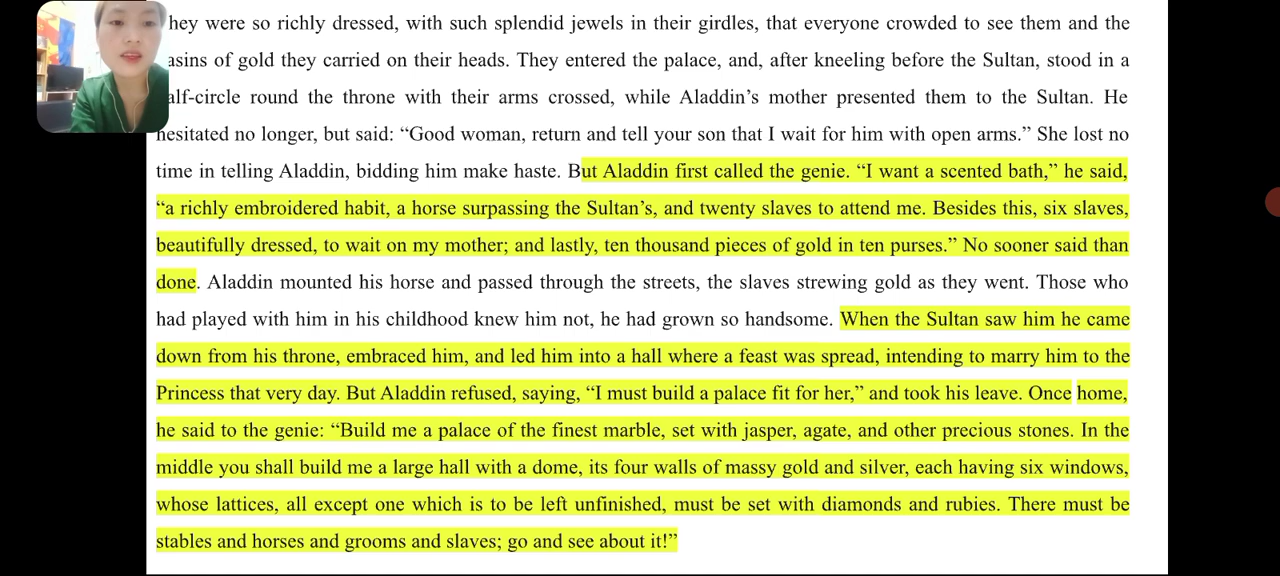 hey were so richly dressed, with such splendid jewels in their girdles, that everyone crowded to see them and the
asins of gold they carried on their heads. They entered the palace, and, after kneeling before the Sultan, stood in a
alf-circle round the throne with their arms crossed, while Aladdin’s mother presented them to the Sultan. He
hesitated no longer, but said: “Good woman, return and tell your son that I wait for him with open arms.” She lost no
time in telling Aladdin, bidding him make haste. But Aladdin first called the genie. “I want a scented bath,” he said,
“a richly embroidered habit, a horse surpassing the Sultan’s, and twenty slaves to attend me. Besides this, six slaves,
beautifully dressed, to wait on my mother; and lastly, ten thousand pieces of gold in ten purses.” No sooner said than
done. Aladdin mounted his horse and passed through the streets, the slaves strewing gold as they went. Those who
had played with him in his childhood knew him not, he had grown so handsome. When the Sultan saw him he came
down from his throne, embraced him, and led him into a hall where a feast was spread, intending to marry him to the
Princess that very day. But Aladdin refused, saying, “I must build a palace fit for her,” and took his leave. Once home,
he said to the genie: “Build me a palace of the finest marble, set with jasper, agate, and other precious stones. In the
middle you shall build me a large hall with a dome, its four walls of massy gold and silver, each having six windows,
whose lattices, all except one which is to be left unfinished, must be set with diamonds and rubies. There must be
stables and horses and grooms and slaves; go and see about it!”